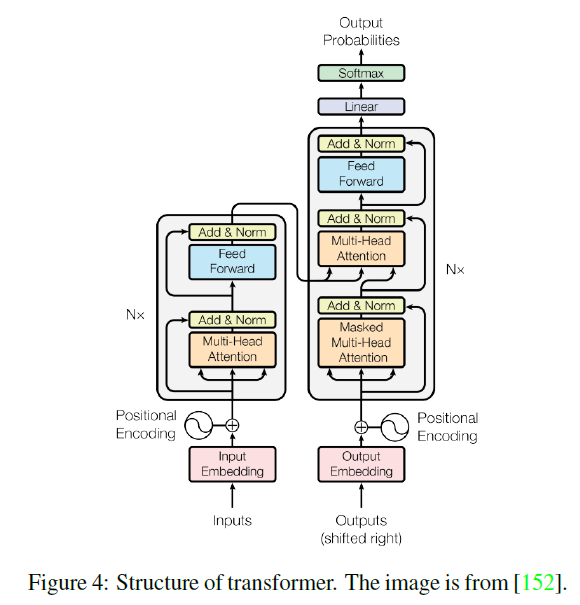 Output
Probabilities
Softmax
Linear
Add & Norm
Feed
Forward
Add & Norm
Multi-Head
Attention
Add & Norm
Masked
Multi-Head
Attention
Nx
Add & Norm
Feed
Forward
Add & Norm
Multi-Head
Attention
Nx
Positional
Encoding
Positional
Encoding
Input
Embedding
Output
Embedding
Inputs
Outputs
(shifted right)
Figure 4: Structure of transformer. The image is from [152].